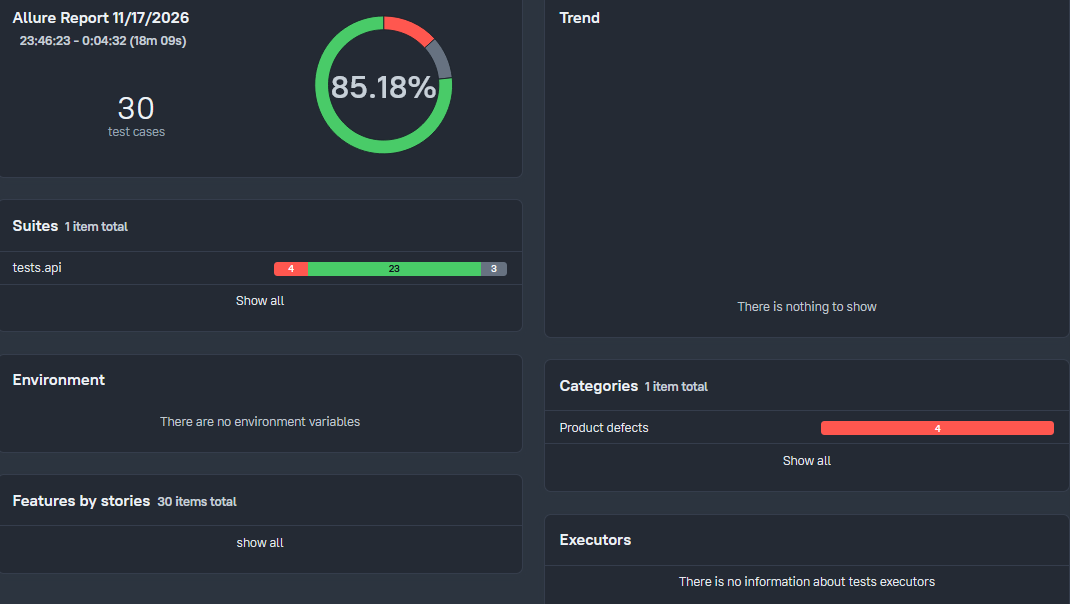 Allure Report 11/17/2026
23:46:23 - 0:04:32 (18m 09s)
30
test cases
85.18%
Suites 1 item total
tests.api
4 23 3
Show all
Environment
There are no environment variables
Features by stories 30 items total
show all
Trend
There is nothing to show
Categories 1 item total
Product defects
4
Show all
Executors
There is no information about tests executors